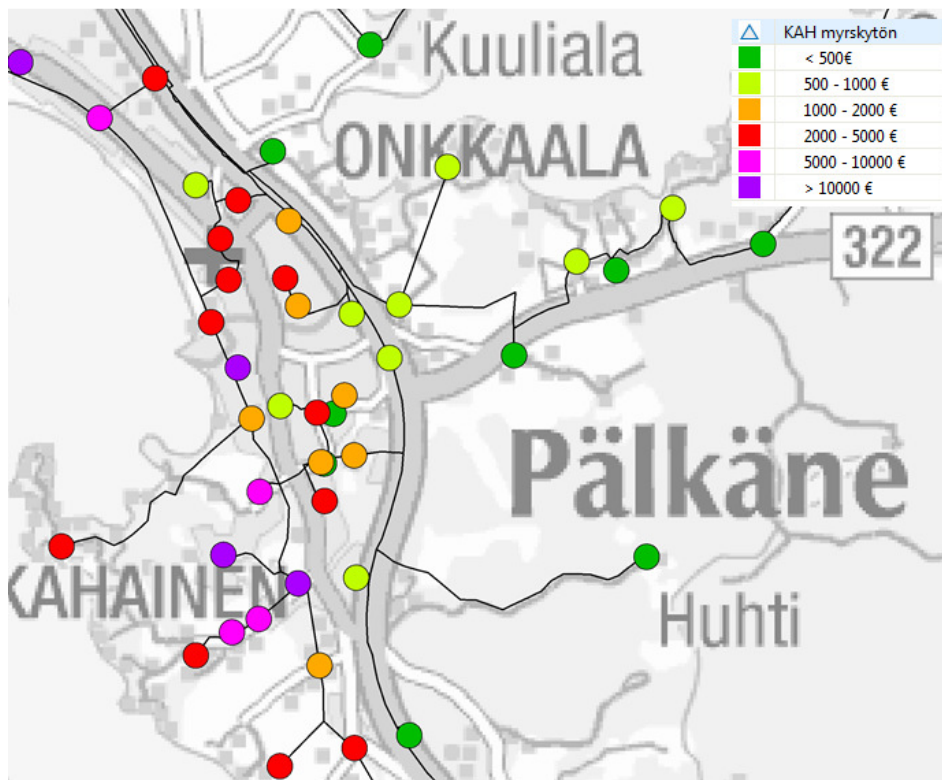 Kuuliala
ONKKAALA
KAH myrskytön
< 500€
500 - 1000 €
1000 - 2000 €
2000 - 5000 €
5000 - 10000 €
> 10000 €
322
Pälkäne
KAHAINEN
Huhti